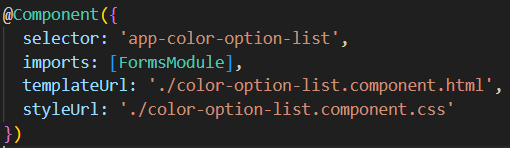 @Component({
  selector: 'app-color-option-list',
  imports: [FormsModule],
  templateUrl: './color-option-list.component.html',
  styleUrl: './color-option-list.component.css'
})